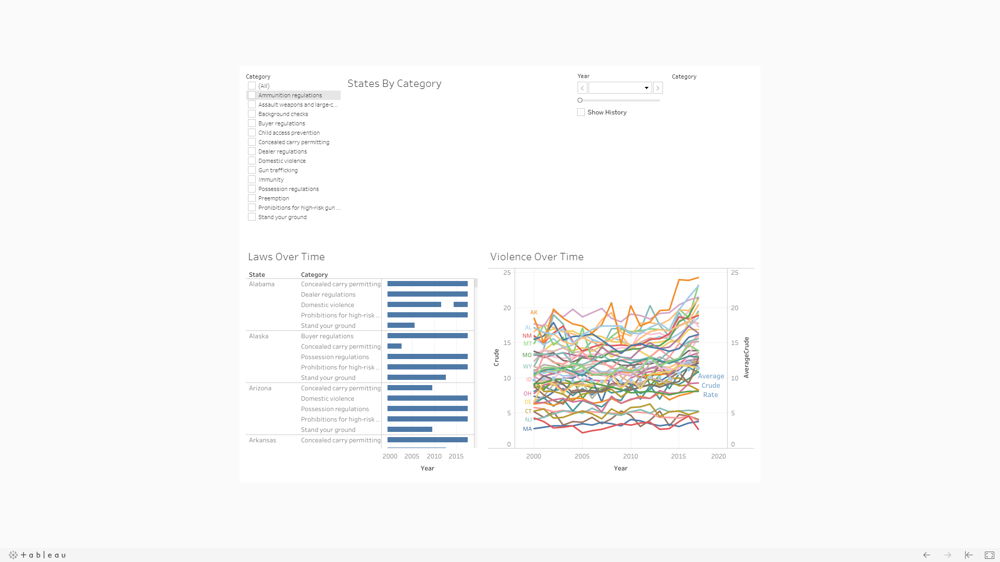 Category
(All)
Ammunition regulations
Assault weapons and large-c...
Background checks
Buyer regulations
Child access prevention
Concealed carry permitting
Dealer regulations
Domestic violence
Gun trafficking
Immunity
Possession regulations
Preemption
Prohibitions for high-risk gun ...
Stand your ground
States By Category
Year
Show History
Category
Laws Over Time
State Category
Alabama Concealed carry permitting
Dealer regulations
Domestic violence
Prohibitions for high-risk ..
Stand your ground
Alaska Buyer regulations
Concealed carry permitting
Possession regulations
Prohibitions for high-risk ..
Stand your ground
Arizona Concealed carry permitting
Domestic violence
Possession regulations
Prohibitions for high-risk ..
Stand your ground
Arkansas Concealed carry permitting
2000 2005 2010 2015
Year
Violence Over Time
25 25
20 20
15 15
10 10
5 5
0 0
Crude
AverageCrude
AK
AL
NM
MT
MO
WY
ID
OH
DE
CT
NJ
MA
Average
Crude
Rate
2000 2005 2010 2015 2020
Year
+ableau